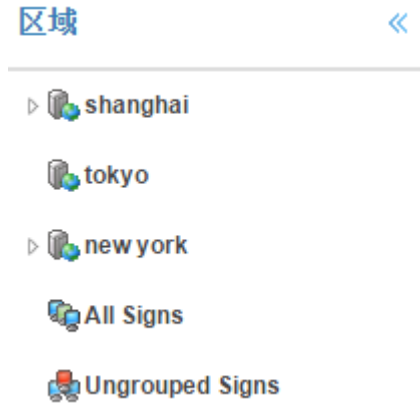 区域
shanghai
tokyo
new york
All Signs
Ungrouped Signs